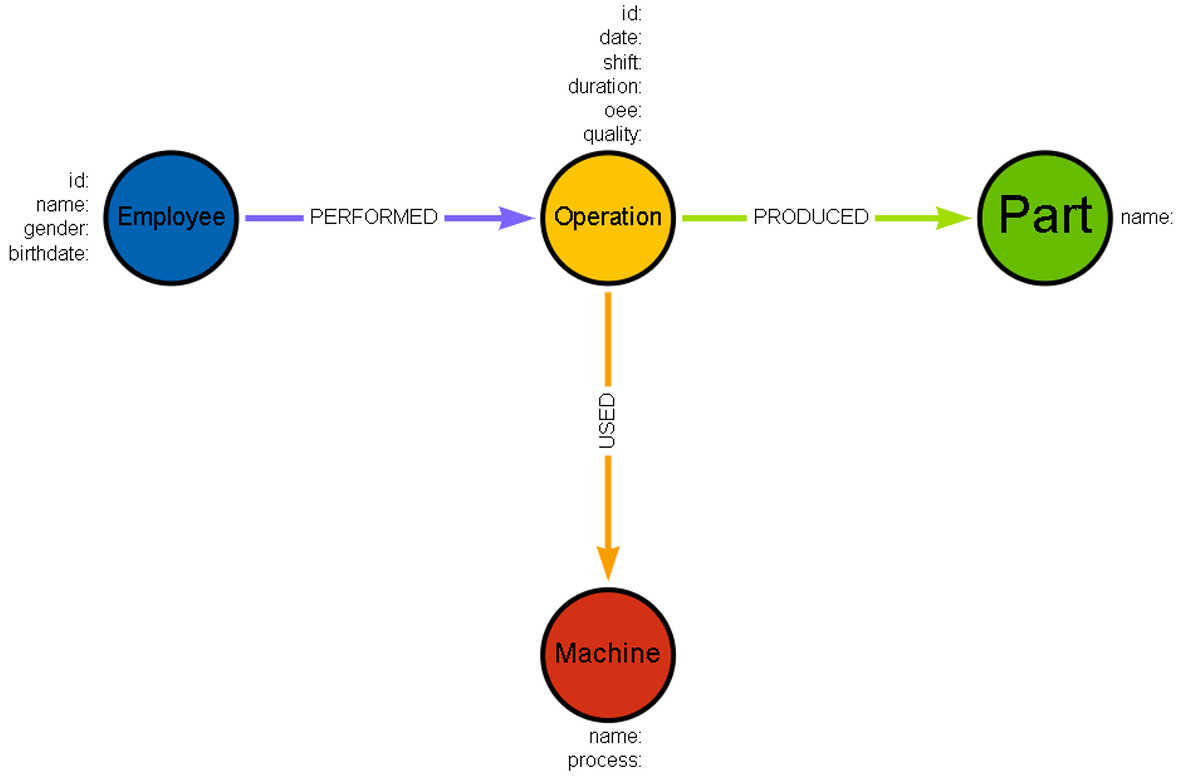 id:
date:
shift:
duration:
oee:
quality:
id:
name:
gender:
birthdate:
Employee
PERFORMED
Operation
PRODUCED
Part
name:
USED
Machine
name:
process: